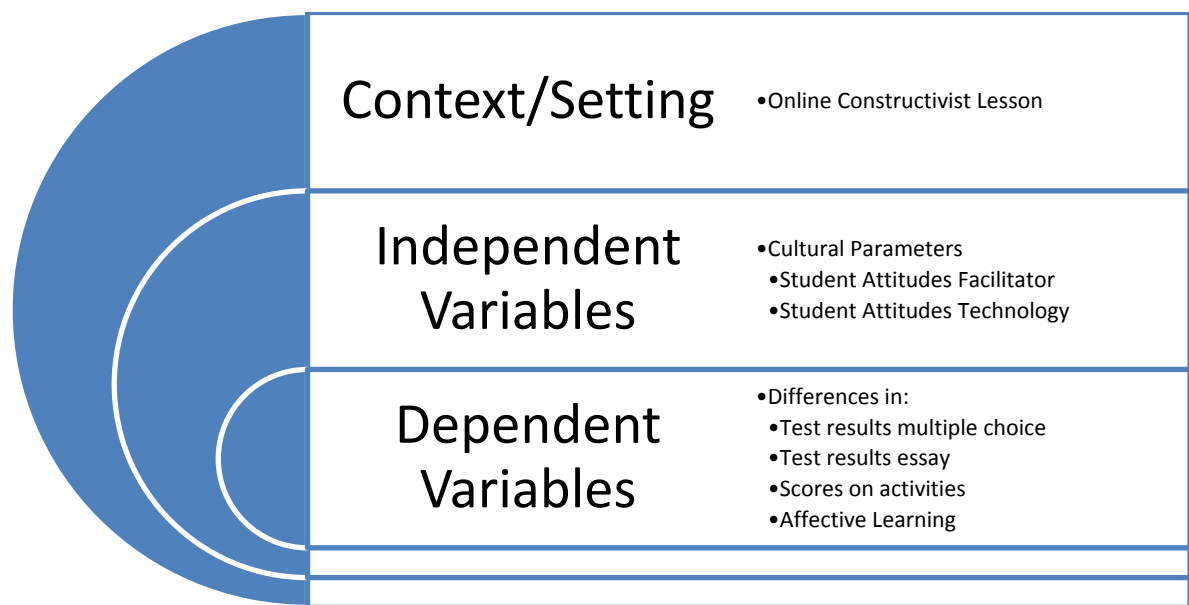 Context/Setting
•Online Constructivist Lesson
Independent
Variables
•Cultural Parameters
•Student Attitudes Facilitator
•Student Attitudes Technology
Dependent
Variables
•Differences in:
•Test results multiple choice
•Test results essay
•Scores on activities
•Affective Learning